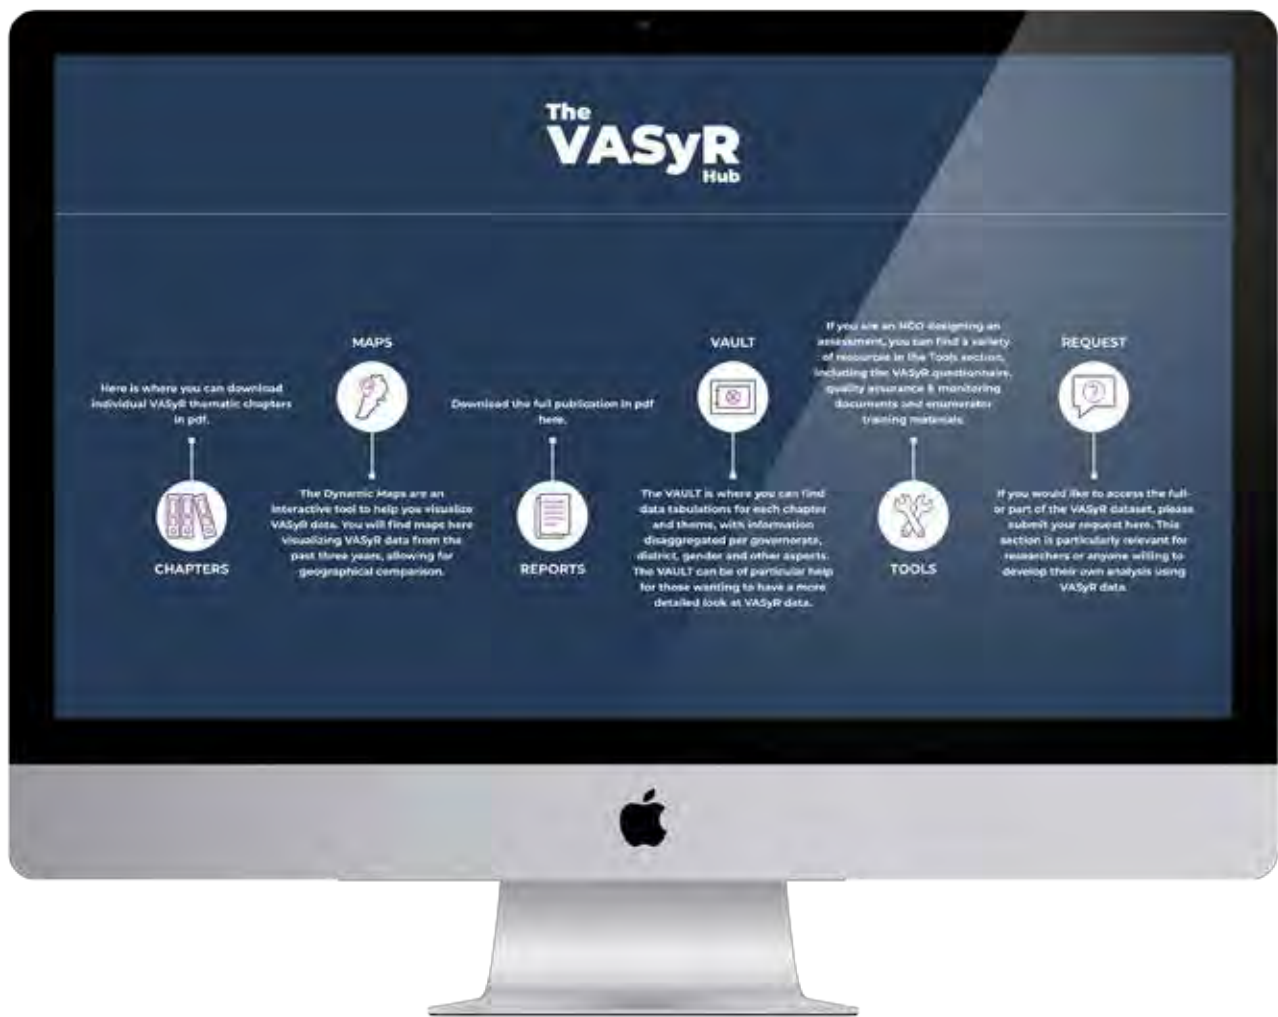 The
VASyR
Hub
Here is where you can download
individual VASyR thematic chapters
in pdf.
CHAPTERS
MAPS
The Dynamic Maps are an
interactive tool to help you visualize
VASyR data. You will find maps here
visualizing VASyR data from the
past three years, allowing for
geographical comparison.
Download the full publication in pdf
here.
REPORTS
VAULT
The VAULT is where you can find
data tabulations for each chapter
and theme, with information
disaggregated per governorate,
district, gender and other aspects.
The VAULT can be of particular help
for those wanting to have a more
detailed look at VASyR data.
If you are an NGO designing an
assessment, you can find a variety
of resources in the Tools section,
including the VASyR questionnaire,
quality assurance & monitoring
documents and enumerator
training materials.
TOOLS
REQUEST
If you would like to access the full-
or part of the VASyR dataset, please
submit your request here. This
section is particularly relevant for
researchers or anyone willing to
develop their own analysis using
VASyR data.